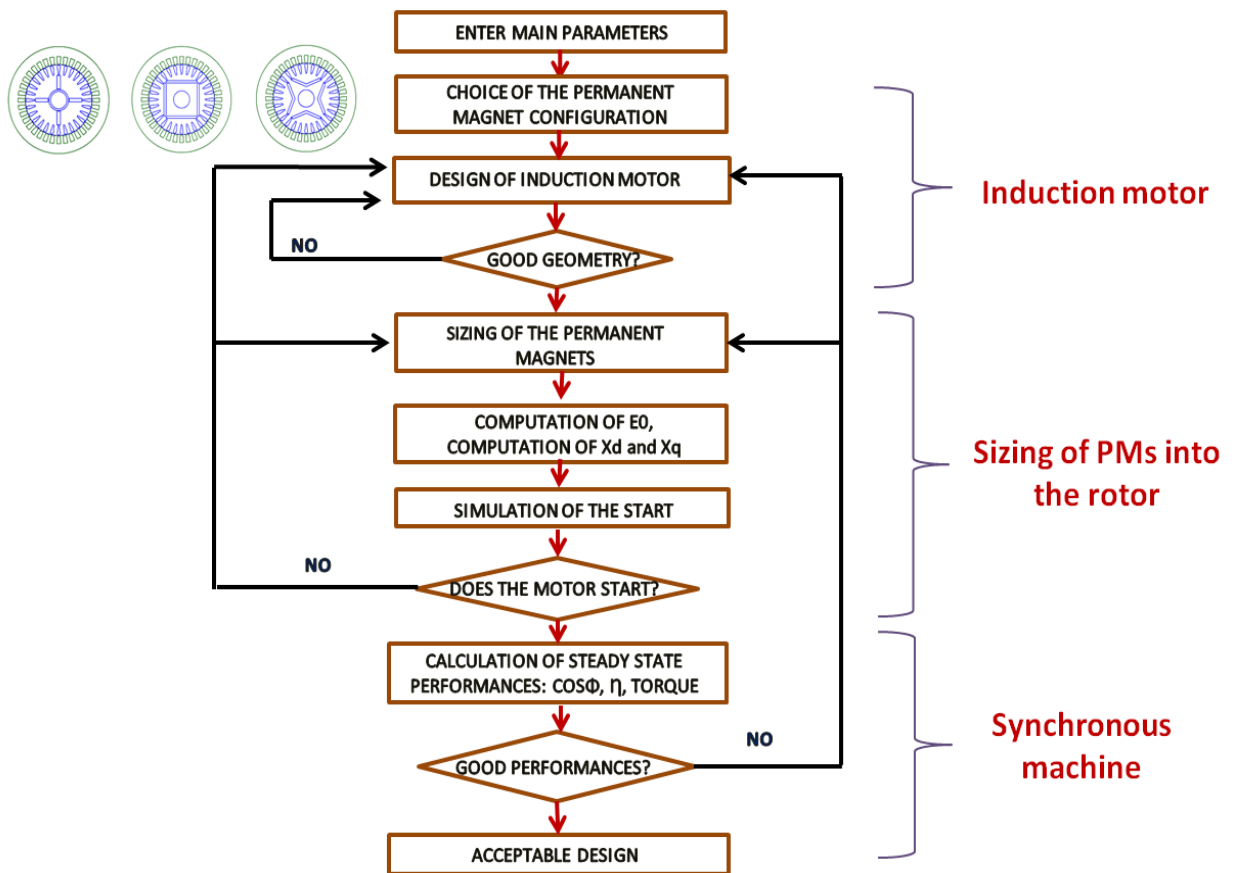 ENTER MAIN PARAMETERS
CHOICE OF THE PERMANENT
MAGNET CONFIGURATION
DESIGN OF INDUCTION MOTOR
Induction motor
NO
GOOD GEOMETRY?
SIZING OF THE PERMANENT
MAGNETS
COMPUTATION OF E0,
COMPUTATION OF Xd and Xq
Sizing of PMs into
the rotor
SIMULATION OF THE START
NO
DOES THE MOTOR START?
CALCULATION OF STEADY STATE
PERFORMANCES: COSΦ, η, TORQUE
Synchronous
machine
NO
GOOD PERFORMANCES?
ACCEPTABLE DESIGN